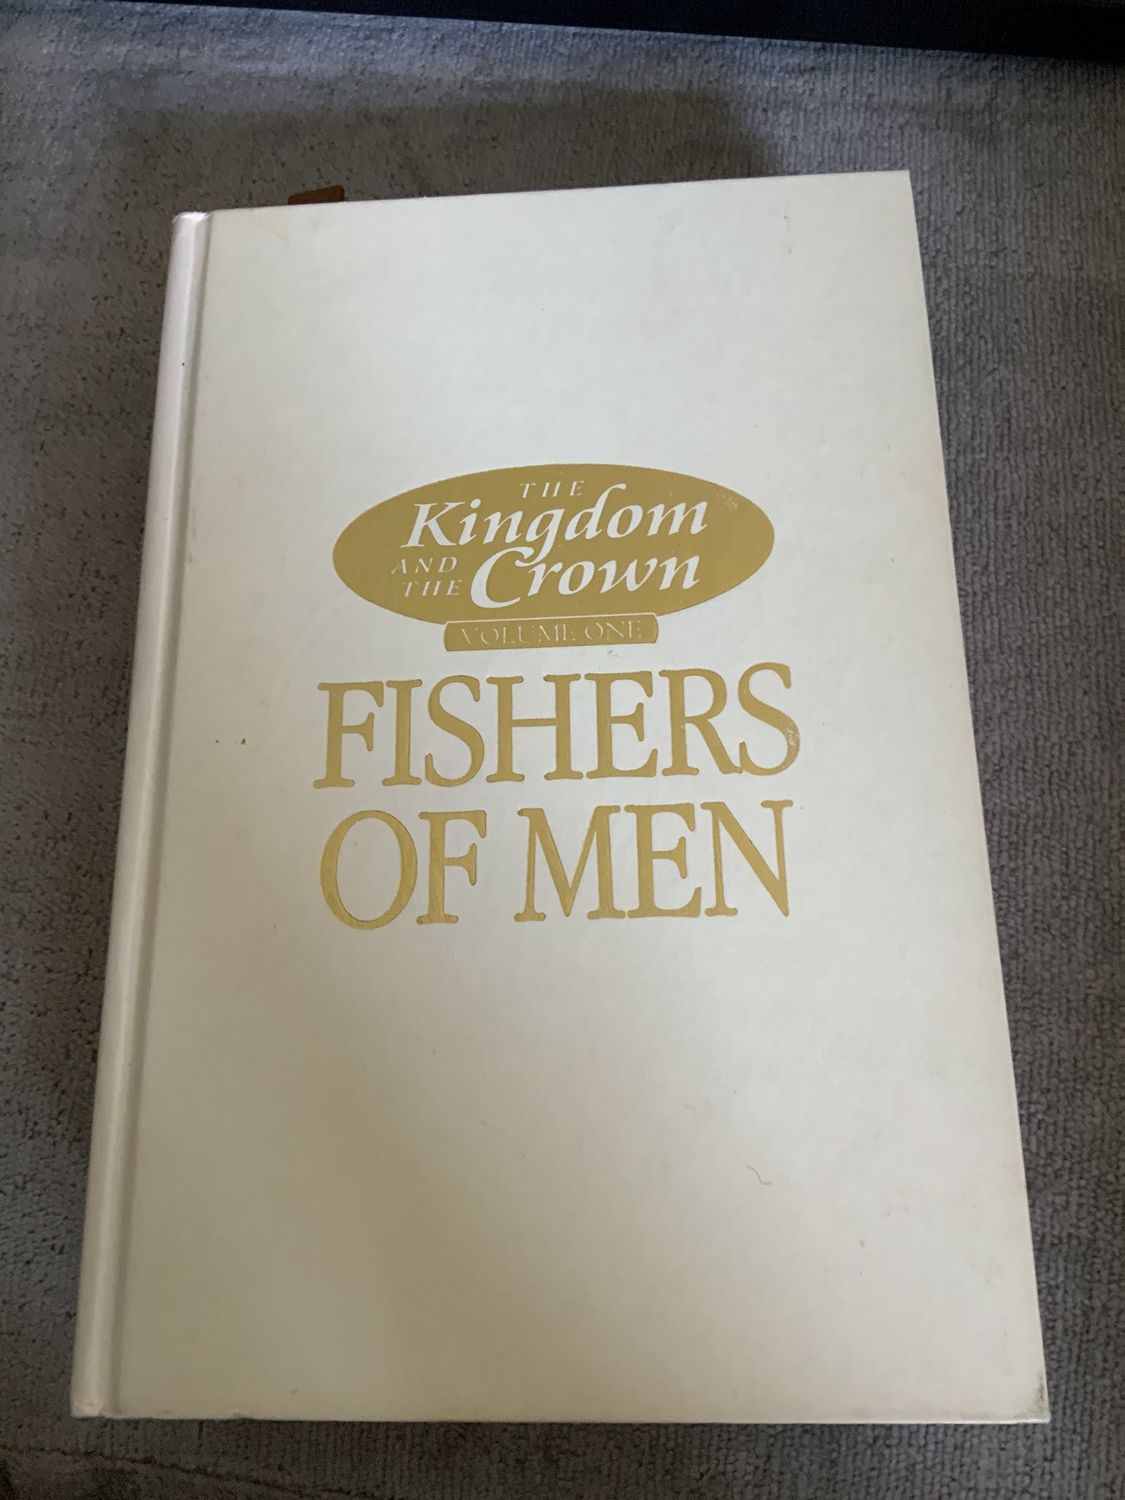 THE
Kingdom
AND
THE Crown
VOLUME ONE
FISHERS
OF MEN